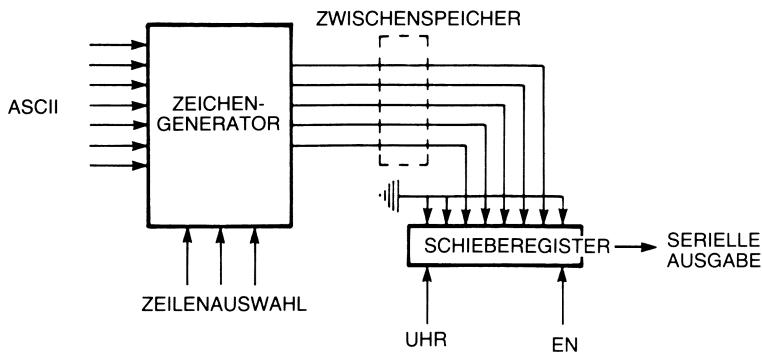 ZWISCHENSPEICHER
ASCII
ZEICHEN-
GENERATOR
SCHIEBEREGISTER
SERIELLE
AUSGABE
ZEILENAUSWAHL
UHR
EN